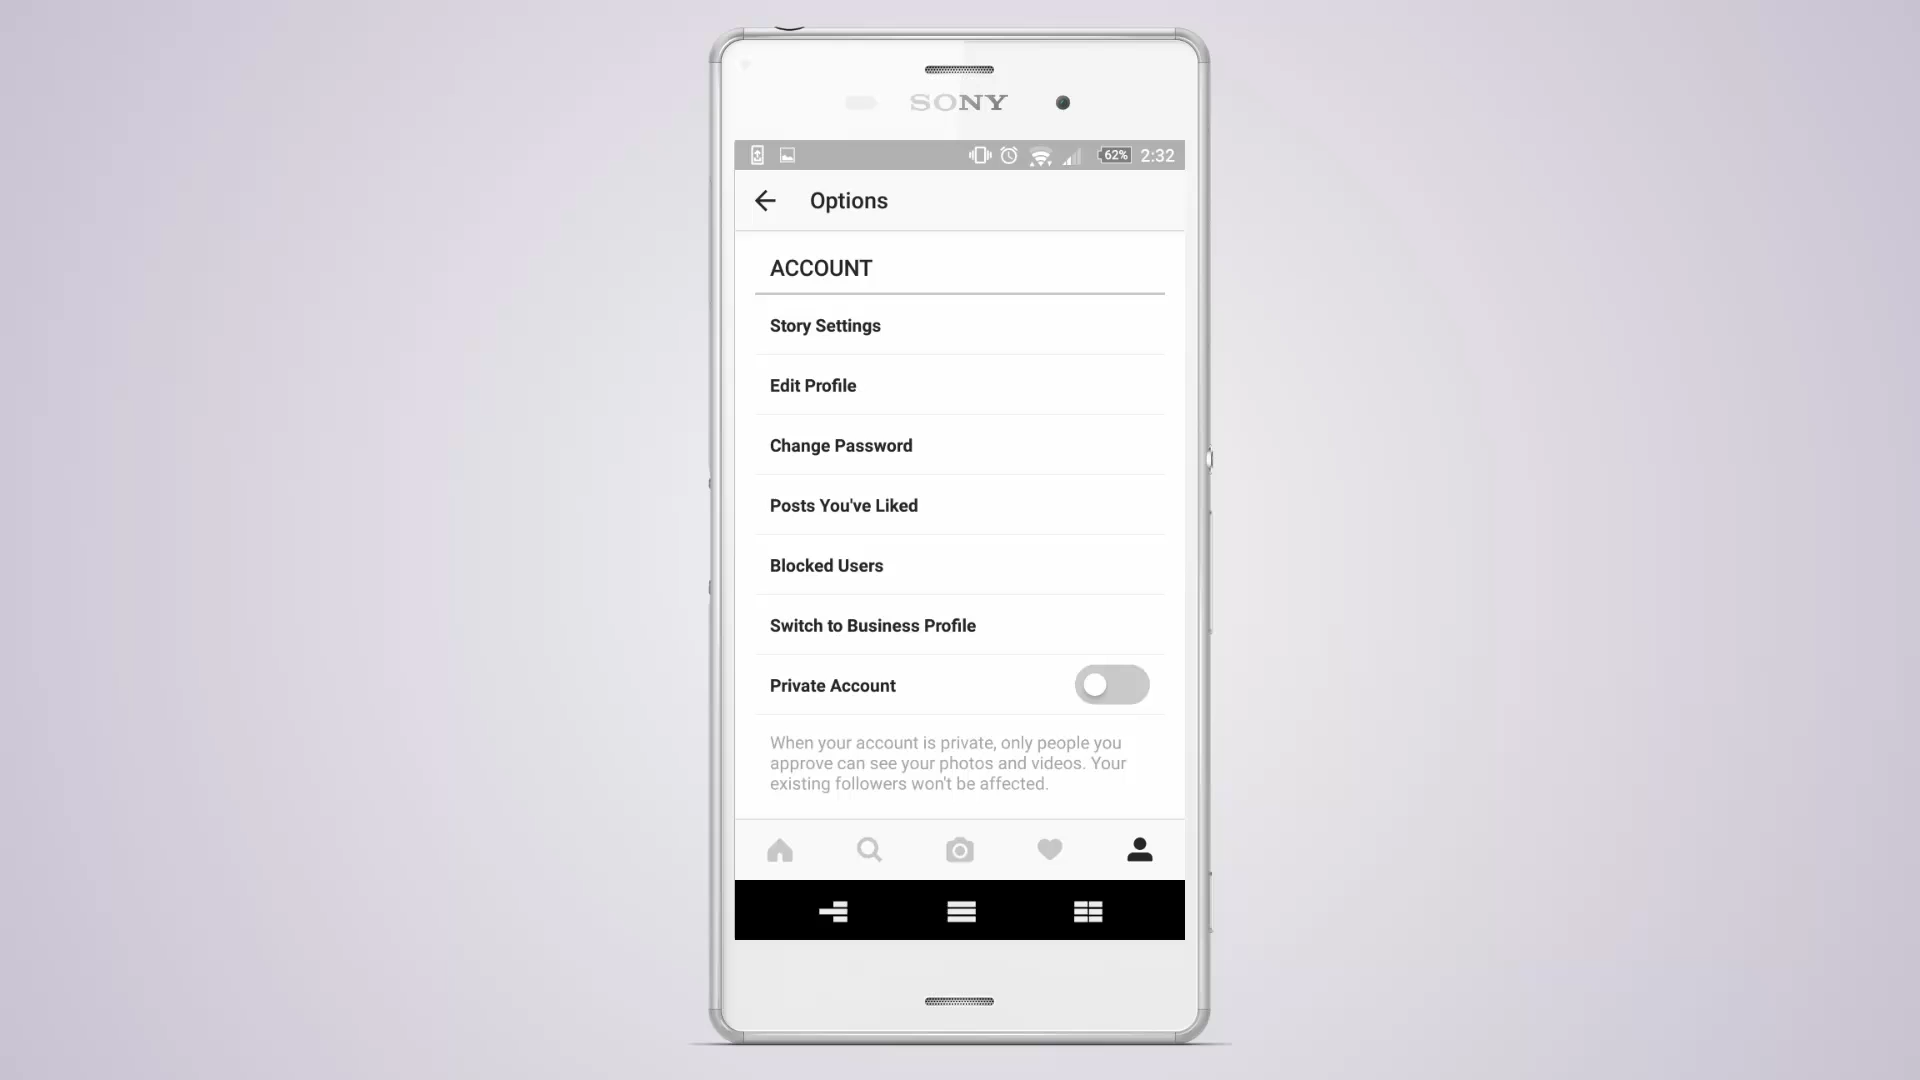 SONY
62% 2:32
Options
ACCOUNT
Story Settings
Edit Profile
Change Password
Posts You've Liked
Blocked Users
Switch to Business Profile
Private Account
When your account is private, only people you
approve can see your photos and videos. Your
existing followers won't be affected.